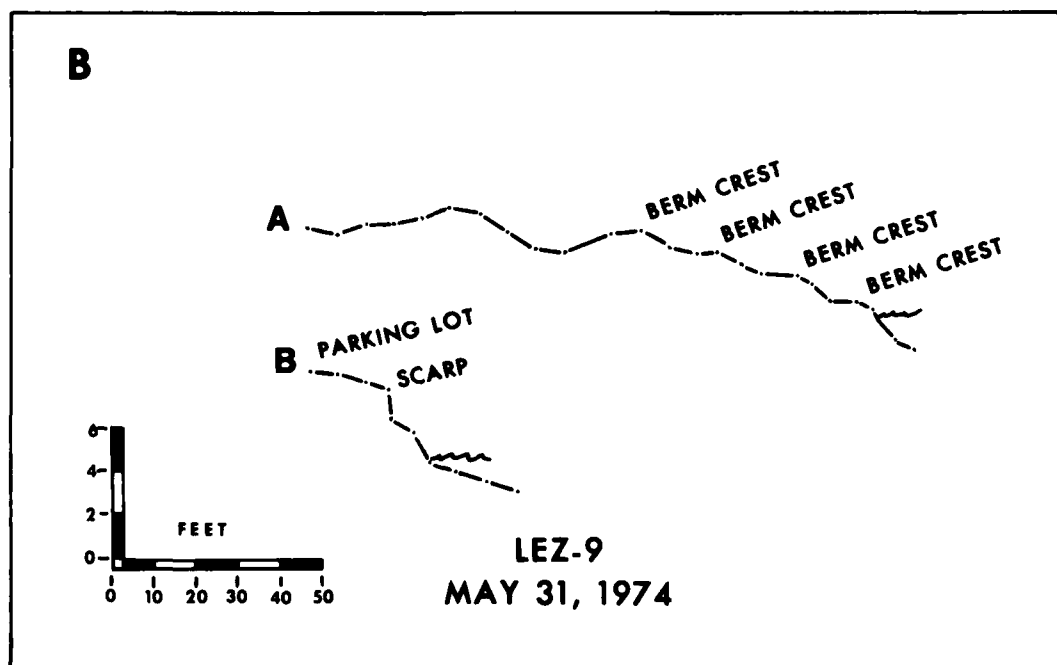 B
BERM CREST
BERM CREST
BERM CREST
BERM CREST
A
PARKING LOT
B
SCARP
6
4
2
0
FEET
0 10 20 30 40 50
LEZ-9
MAY 31, 1974